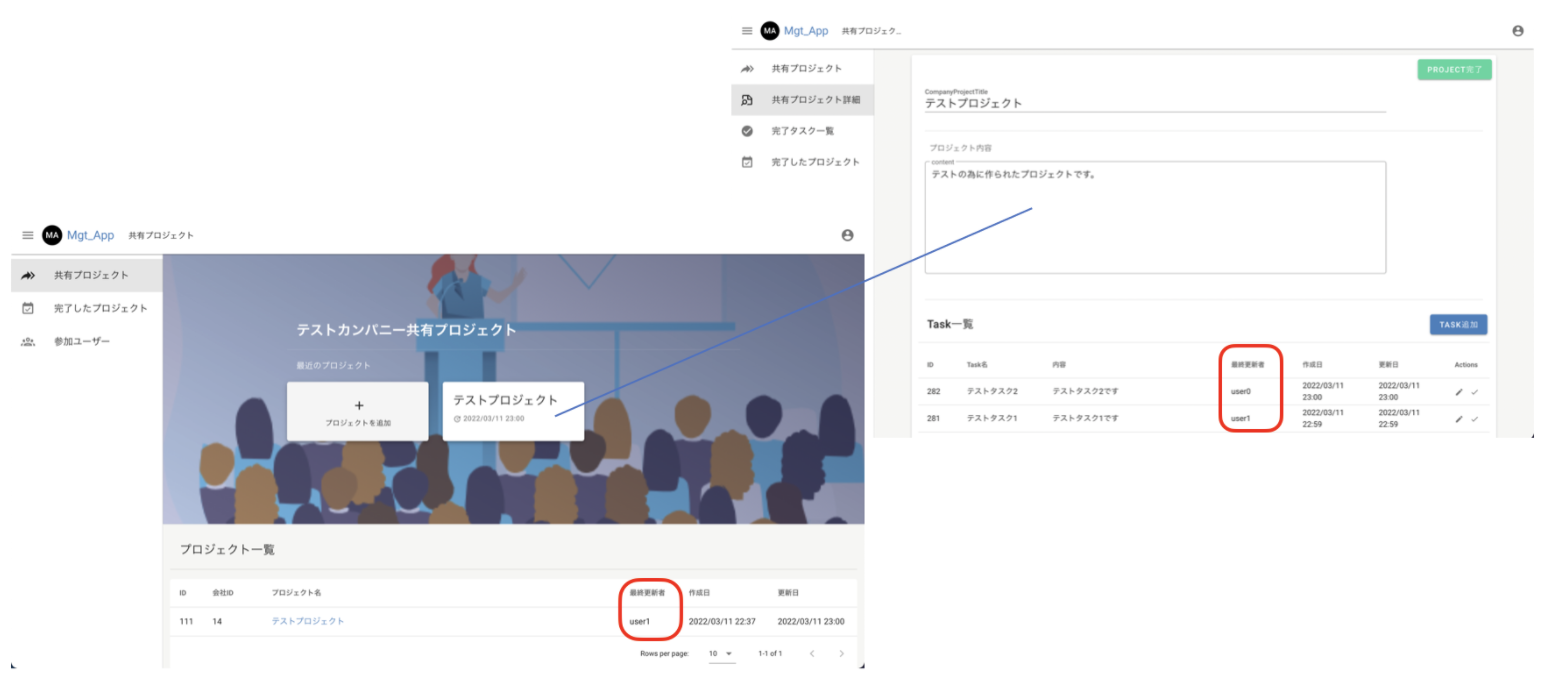 MA Mgt_App 共有プロジェク...
共有プロジェクト
共有プロジェクト詳細
完了タスク一覧
完了したプロジェクト
PROJECT完了
CompanyProjectTitle
テストプロジェクト
プロジェクト内容
content
テストの為に作られたプロジェクトです。
Task一覧
TASK追加
ID Task名 内容 最終更新者 作成日 更新日 Actions
282 テストタスク2 テストタスク2です user0 2022/03/11 23:00 2022/03/11 23:00
281 テストタスク1 テストタスク1です user1 2022/03/11 22:59 2022/03/11 22:59
MA Mgt_App 共有プロジェクト
共有プロジェクト
完了したプロジェクト
参加ユーザー
テストカンパニー共有プロジェクト
最近のプロジェクト
+
プロジェクトを追加
テストプロジェクト
2022/03/11 23:00
プロジェクト一覧
ID 会社ID プロジェクト名 最終更新者 作成日 更新日
111 14 テストプロジェクト user1 2022/03/11 22:37 2022/03/11 23:00
Rows per page: 10 1-1 of 1